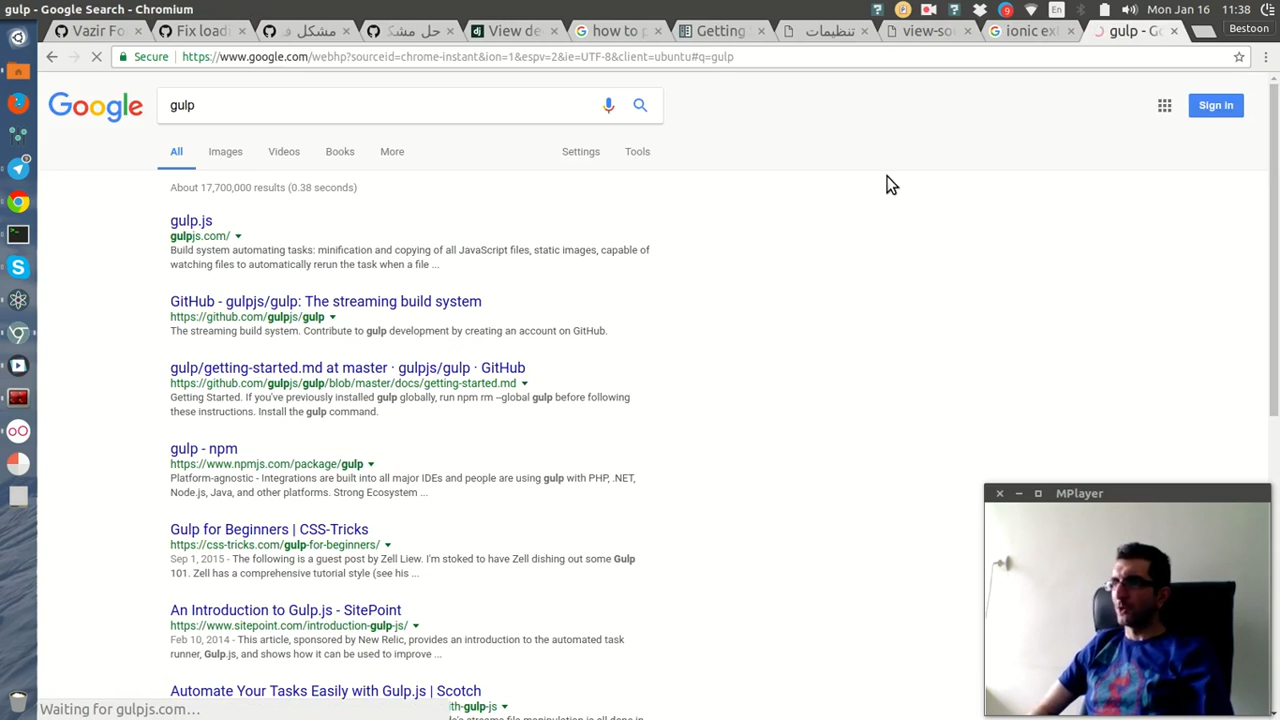 gulp - Google Search - Chromium
En
9
Mon Jan 16
11:38
Vazir Fo
Fix loadi
مشکل ف
حل مشک
View de
how to p
Getting
تنظیمات
view-sou
ionic ext
gulp - Go
Bestoon
Secure
https://www.google.com/webhp?sourceid=chrome-instant&ion=1&espv=2&ie=UTF-8&client=ubuntu#q=gulp
Google
gulp
Sign in
All
Images
Videos
Books
More
Settings
Tools
About 17,700,000 results (0.38 seconds)
gulp.js
gulpjs.com/
Build system automating tasks: minification and copying of all JavaScript files, static images, capable of
watching files to automatically rerun the task when a file ...
GitHub - gulpjs/gulp: The streaming build system
https://github.com/gulpjs/gulp
The streaming build system. Contribute to gulp development by creating an account on GitHub.
gulp/getting-started.md at master · gulpjs/gulp · GitHub
https://github.com/gulpjs/gulp/blob/master/docs/getting-started.md
Getting Started. If you've previously installed gulp globally, run npm rm --global gulp before following
these instructions. Install the gulp command.
gulp - npm
https://www.npmjs.com/package/gulp
Platform-agnostic - Integrations are built into all major IDEs and people are using gulp with PHP, .NET,
Node.js, Java, and other platforms. Strong Ecosystem ...
MPlayer
Gulp for Beginners | CSS-Tricks
https://css-tricks.com/gulp-for-beginners/
Sep 1, 2015 - The following is a guest post by Zell Liew. I'm stoked to have Zell dishing out some Gulp
101. Zell has a comprehensive tutorial style (see his ...
An Introduction to Gulp.js - SitePoint
https://www.sitepoint.com/introduction-gulp-js/
Feb 10, 2014 - This article, sponsored by New Relic, provides an introduction to the automated task
runner, Gulp.js, and shows how it can be used to improve ...
Automate Your Tasks Easily with Gulp.js | Scotch
ith-gulp-js
Waiting for gulpjs.com...